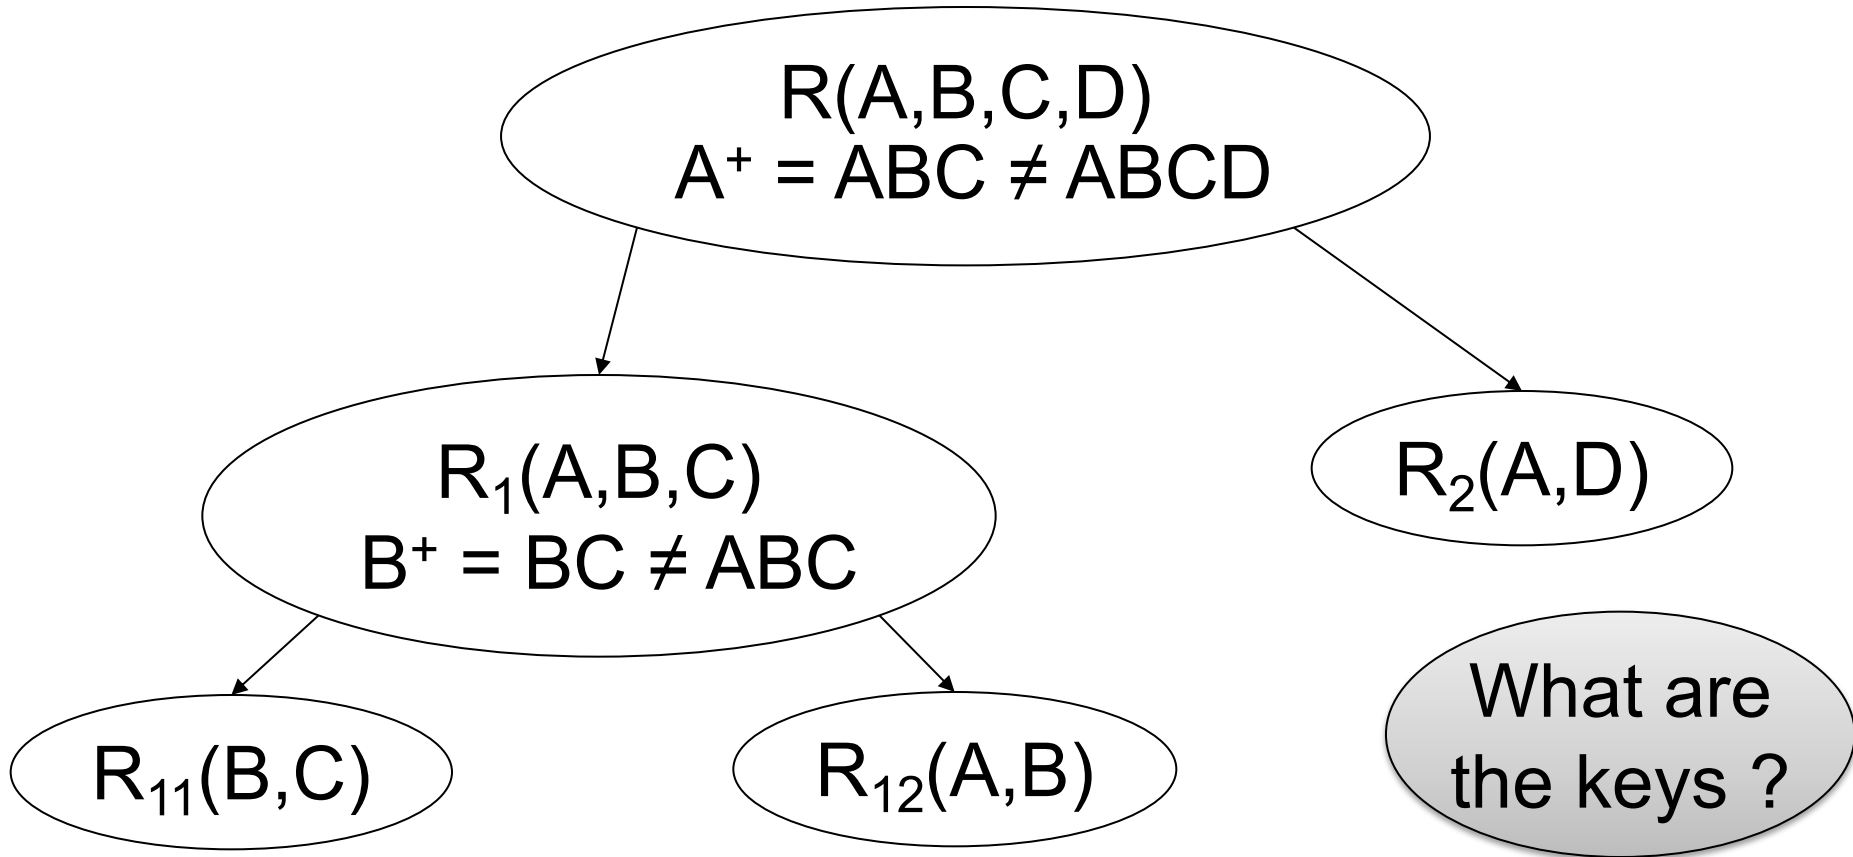 R(A,B,C,D)
A⁺ = ABC ≠ ABCD
R₁(A,B,C)
B⁺ = BC ≠ ABC
R₂(A,D)
R₁₁(B,C)
R₁₂(A,B)
What are
the keys ?